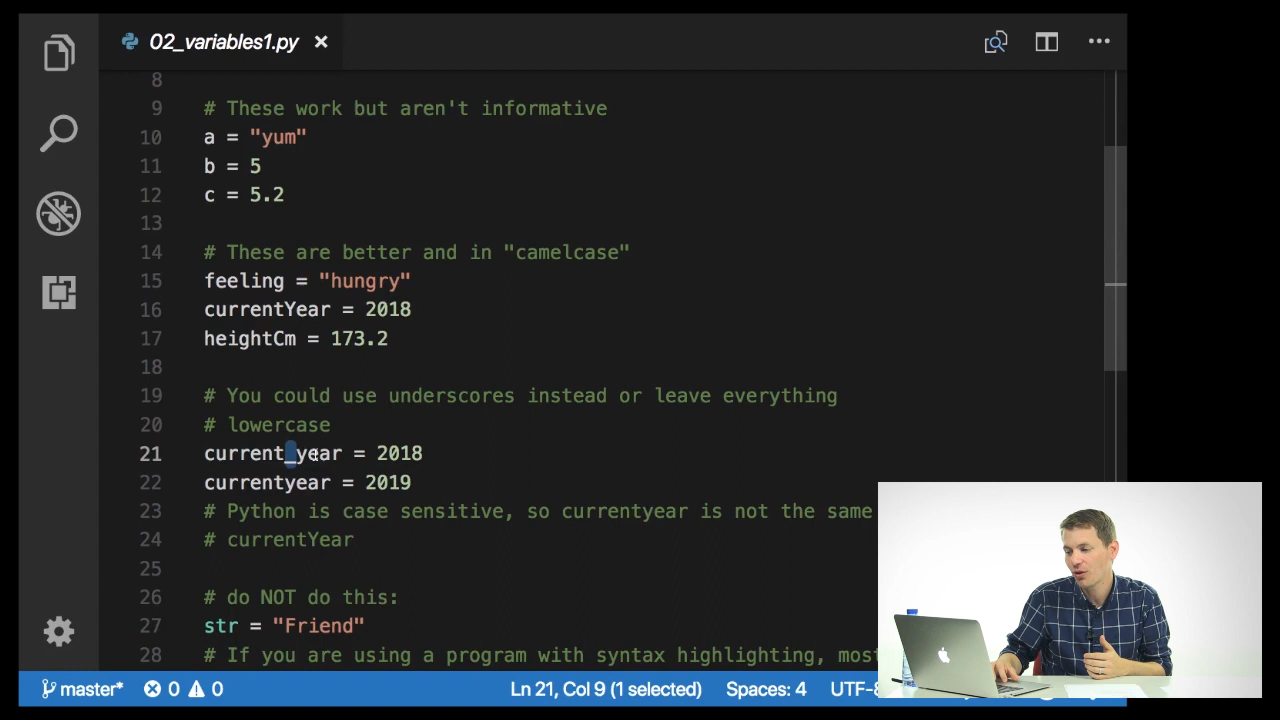 02_variables1.py
8
9 # These work but aren't informative
10 a = "yum"
11 b = 5
12 c = 5.2
13
14 # These are better and in "camelcase"
15 feeling = "hungry"
16 currentYear = 2018
17 heightCm = 173.2
18
19 # You could use underscores instead or leave everything
20 # lowercase
21 current_year = 2018
22 currentyear = 2019
23 # Python is case sensitive, so currentyear is not the same
24 # currentYear
25
26 # do NOT do this:
27 str = "Friend"
28 # If you are using a program with syntax highlighting, most
master* 0 0 Ln 21, Col 9 (1 selected) Spaces: 4